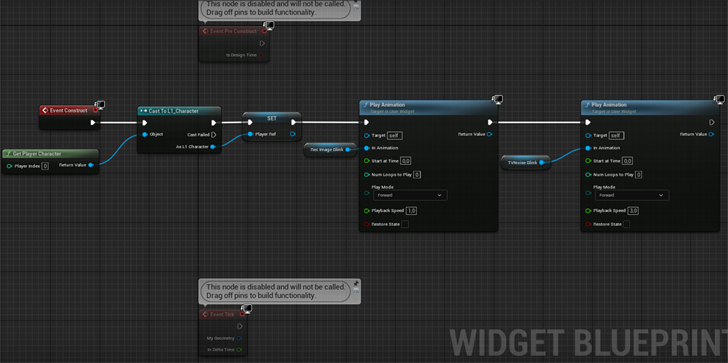 This node is disabled and will not be called.
Drag off pins to build functionality.
Event Pre Construct
Is Design Time
Event Construct
Cast To L1_Character
Object
Cast Failed
As L1 Character
Get Player Character
Player Index 0
Return Value
SET
Player Ref
Rec Image Blink
Play Animation
Target is User Widget
Target self
Return Value
In Animation
Start at Time 0,0
Num Loops to Play 0
Play Mode
Forward
Playback Speed 1,0
Restore State
TVNoise Blink
Play Animation
Target is User Widget
Target self
Return Value
In Animation
Start at Time 0,0
Num Loops to Play 0
Play Mode
Forward
Playback Speed 3,0
Restore State
This node is disabled and will not be called.
Drag off pins to build functionality.
Event Tick
My Geometry
In Delta Time
WIDGET BLUEPRINT